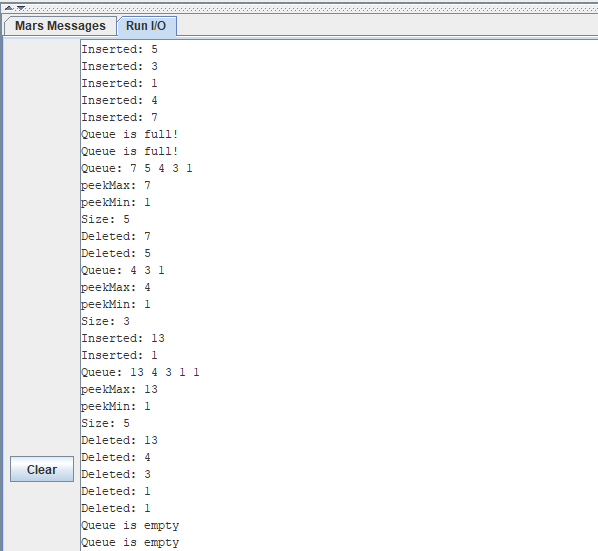 Mars Messages Run I/O
Inserted: 5
Inserted: 3
Inserted: 1
Inserted: 4
Inserted: 7
Queue is full!
Queue is full!
Queue: 7 5 4 3 1
peekMax: 7
peekMin: 1
Size: 5
Deleted: 7
Deleted: 5
Queue: 4 3 1
peekMax: 4
peekMin: 1
Size: 3
Inserted: 13
Inserted: 1
Queue: 13 4 3 1 1
peekMax: 13
peekMin: 1
Size: 5
Deleted: 13
Deleted: 4
Clear
Deleted: 3
Deleted: 1
Deleted: 1
Queue is empty
Queue is empty